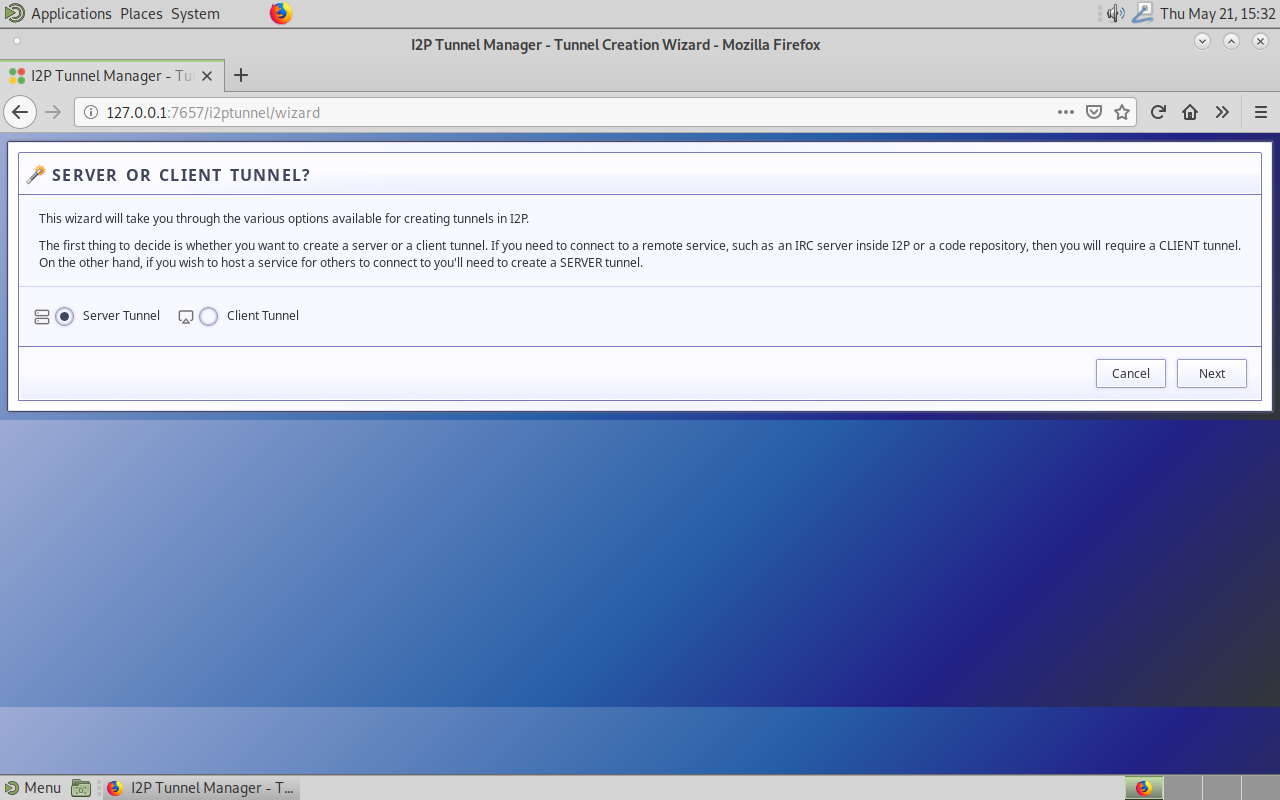 Applications Places System
Thu May 21, 15:32
I2P Tunnel Manager - Tunnel Creation Wizard - Mozilla Firefox
I2P Tunnel Manager - Tu
127.0.0.1:7657/i2ptunnel/wizard
SERVER OR CLIENT TUNNEL?
This wizard will take you through the various options available for creating tunnels in I2P.
The first thing to decide is whether you want to create a server or a client tunnel. If you need to connect to a remote service, such as an IRC server inside I2P or a code repository, then you will require a CLIENT tunnel.
On the other hand, if you wish to host a service for others to connect to you'll need to create a SERVER tunnel.
Server Tunnel Client Tunnel
Cancel Next
Menu I2P Tunnel Manager - T...